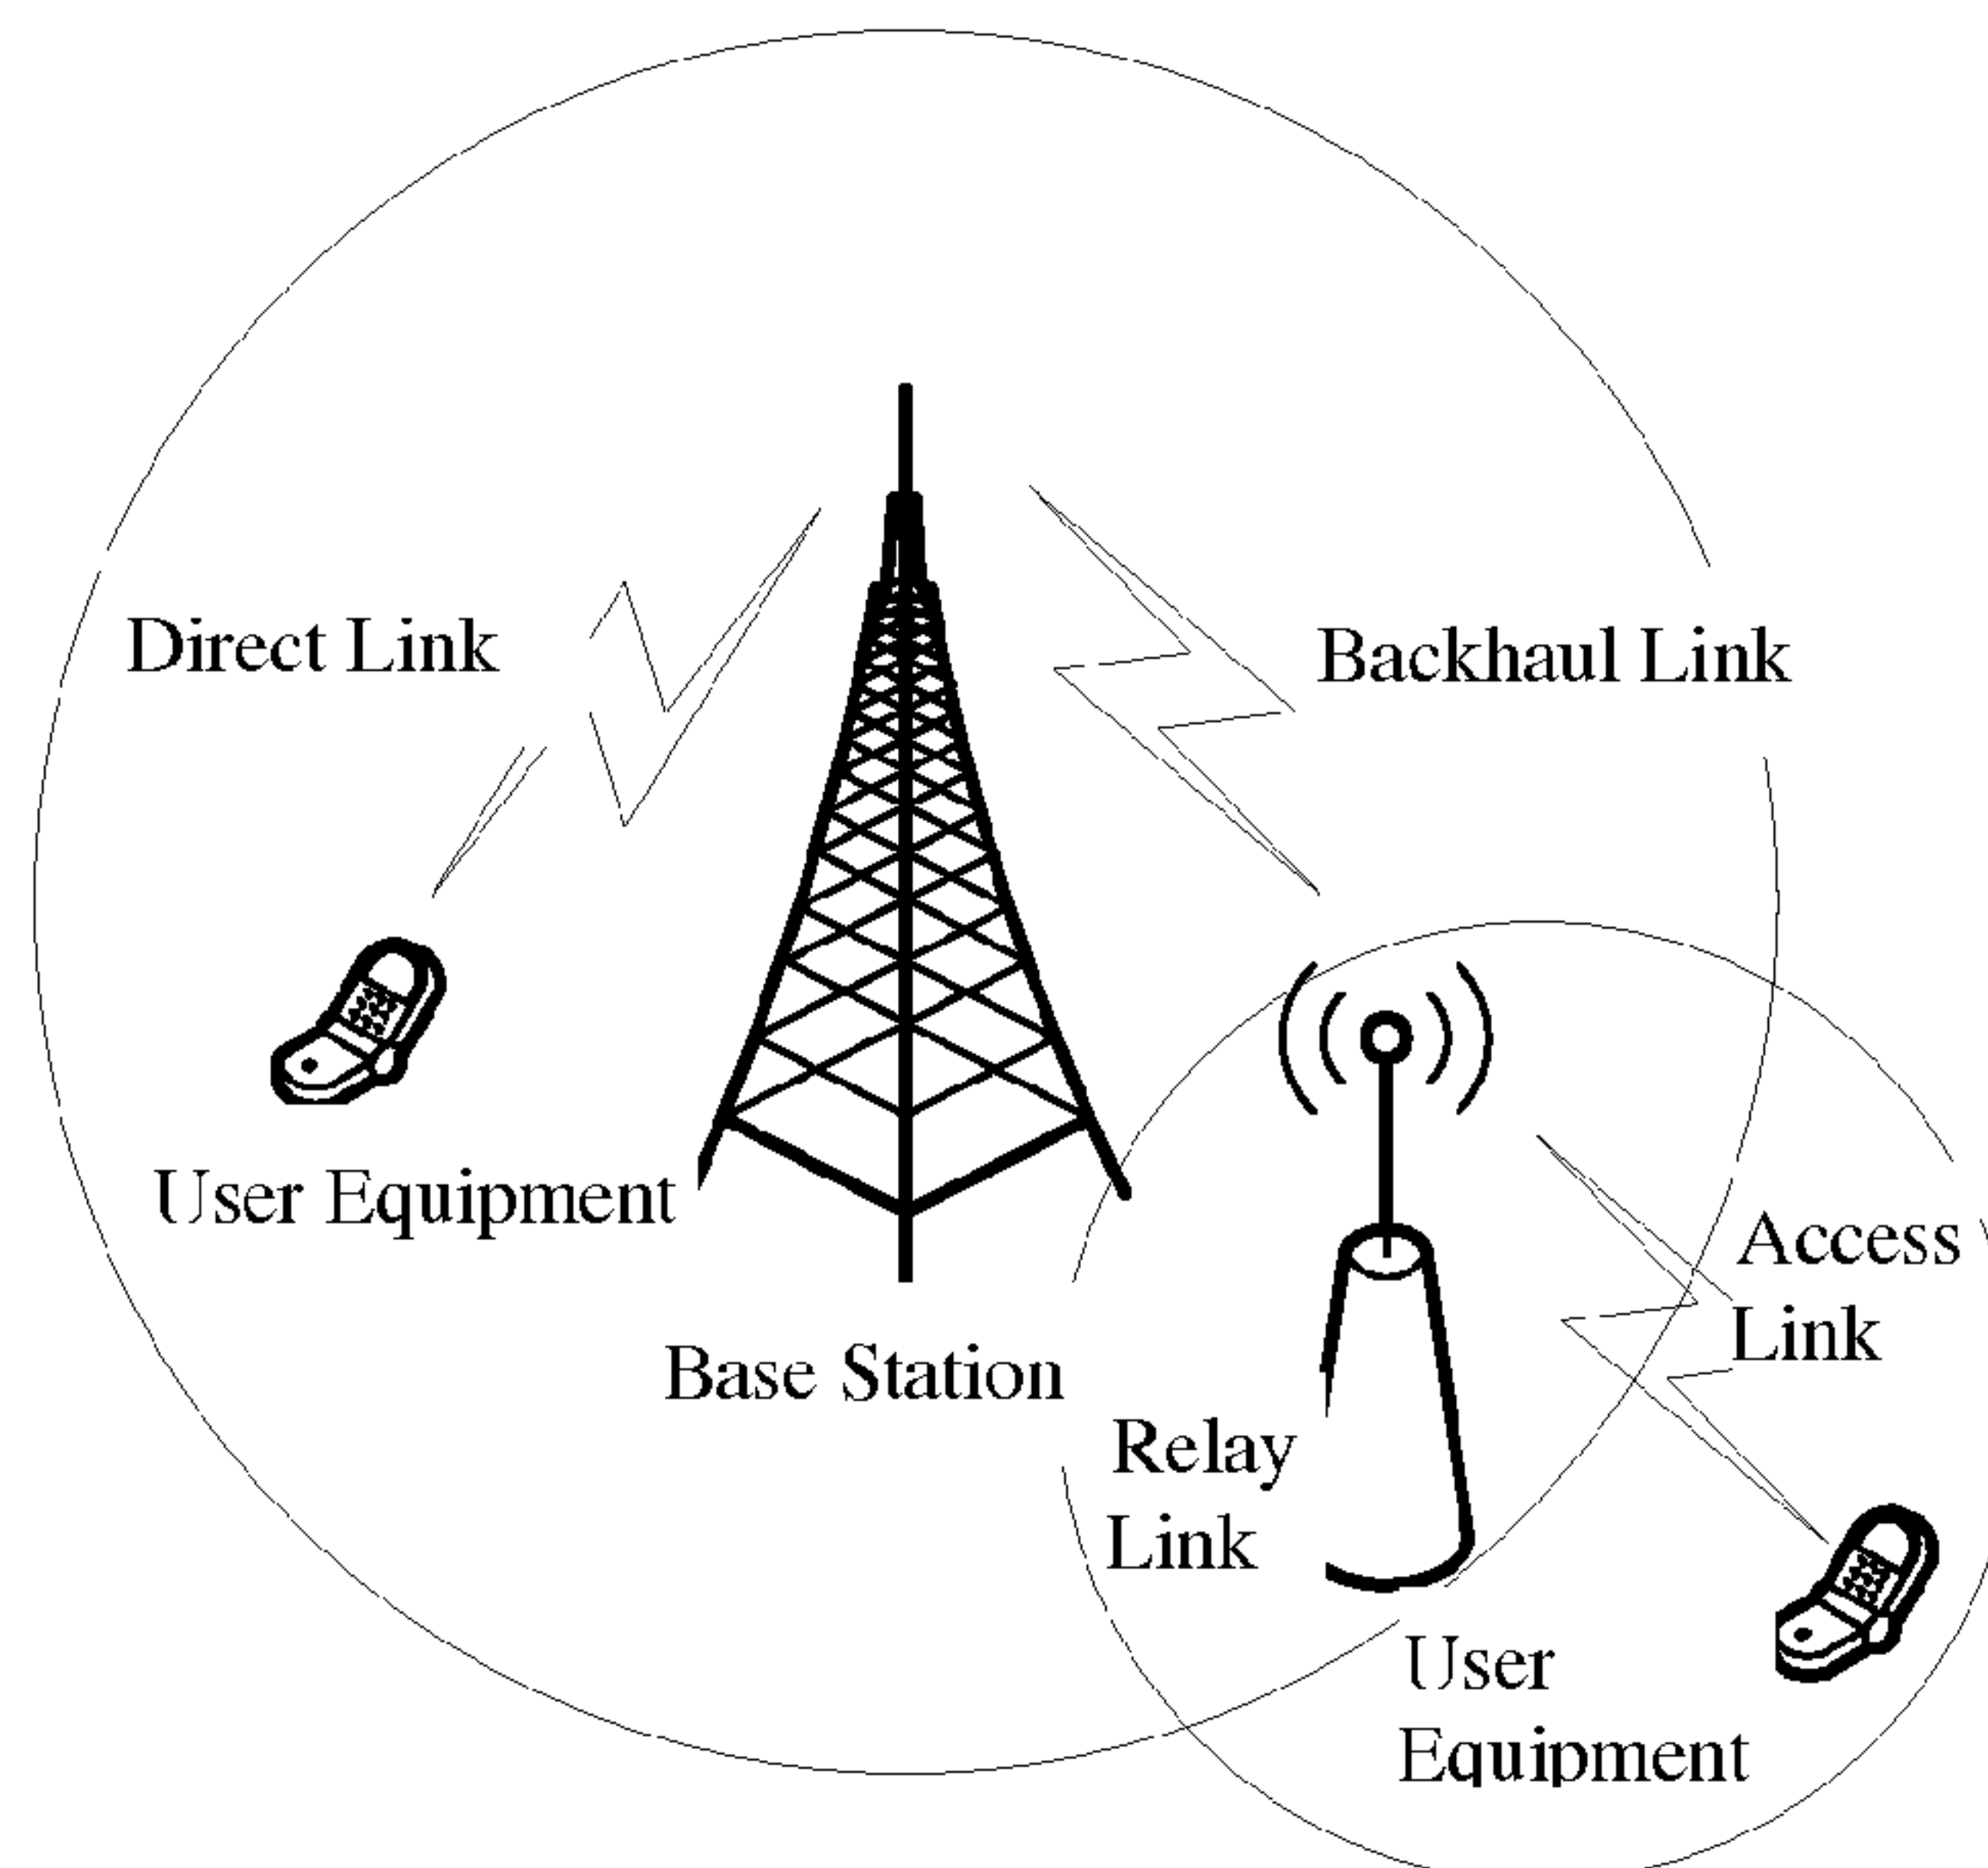 Direct Link
Backhaul Link
User Equipment
Access
Link
Base Station
Relay
Link
User
Equipment